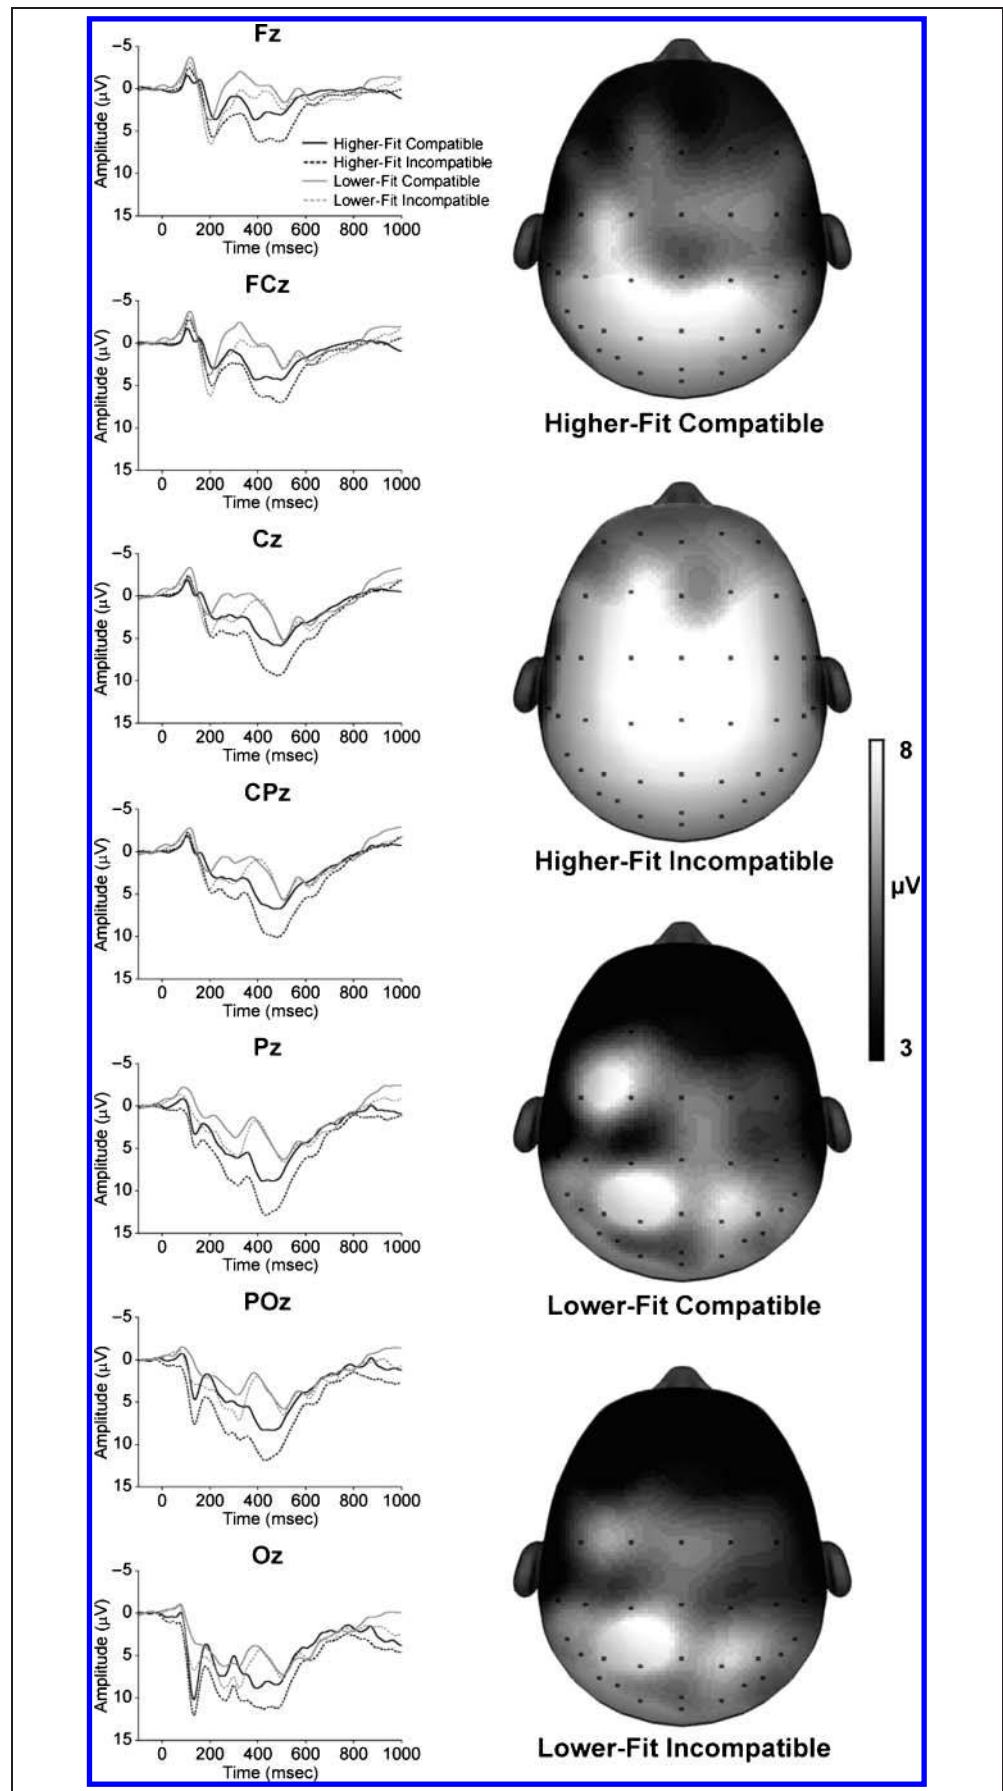 Fz
−5
0
5
10
15
Amplitude (μV)
Higher-Fit Compatible
Higher-Fit Incompatible
Lower-Fit Compatible
Lower-Fit Incompatible
0 200 400 600 800 1000
Time (msec)
FCz
−5
0
5
10
15
Amplitude (μV)
0 200 400 600 800 1000
Time (msec)
Cz
−5
0
5
10
15
Amplitude (μV)
0 200 400 600 800 1000
Time (msec)
CPz
−5
0
5
10
15
Amplitude (μV)
0 200 400 600 800 1000
Time (msec)
Pz
−5
0
5
10
15
Amplitude (μV)
0 200 400 600 800 1000
Time (msec)
POz
−5
0
5
10
15
Amplitude (μV)
0 200 400 600 800 1000
Time (msec)
Oz
−5
0
5
10
15
Amplitude (μV)
0 200 400 600 800 1000
Time (msec)
Higher-Fit Compatible
Higher-Fit Incompatible
8
μV
3
Lower-Fit Compatible
Lower-Fit Incompatible